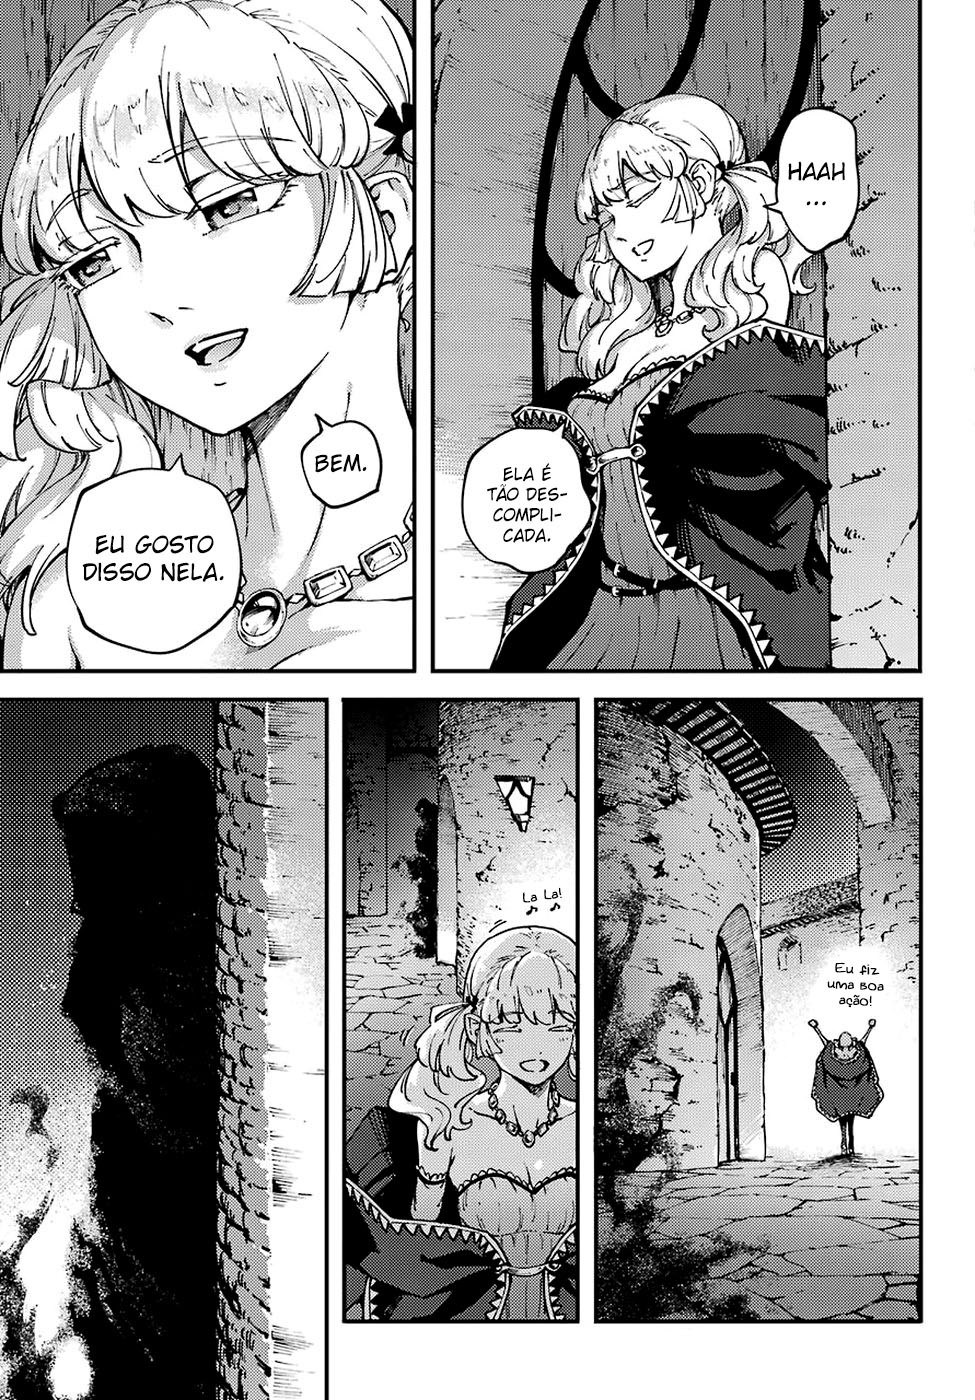 HAAH
...
ELA É
TÃO DES-
COMPLI-
CADA.
BEM.
EU GOSTO
DISSO NELA.
Eu fiz
uma boa
ação!
La La!
♪ ♪